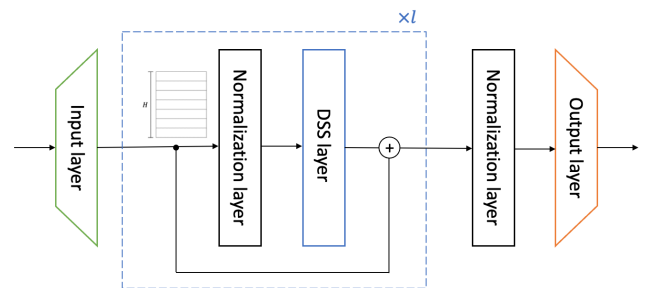 ×l
H
Input layer
Normalization layer
DSS layer
+
Normalization layer
Output layer